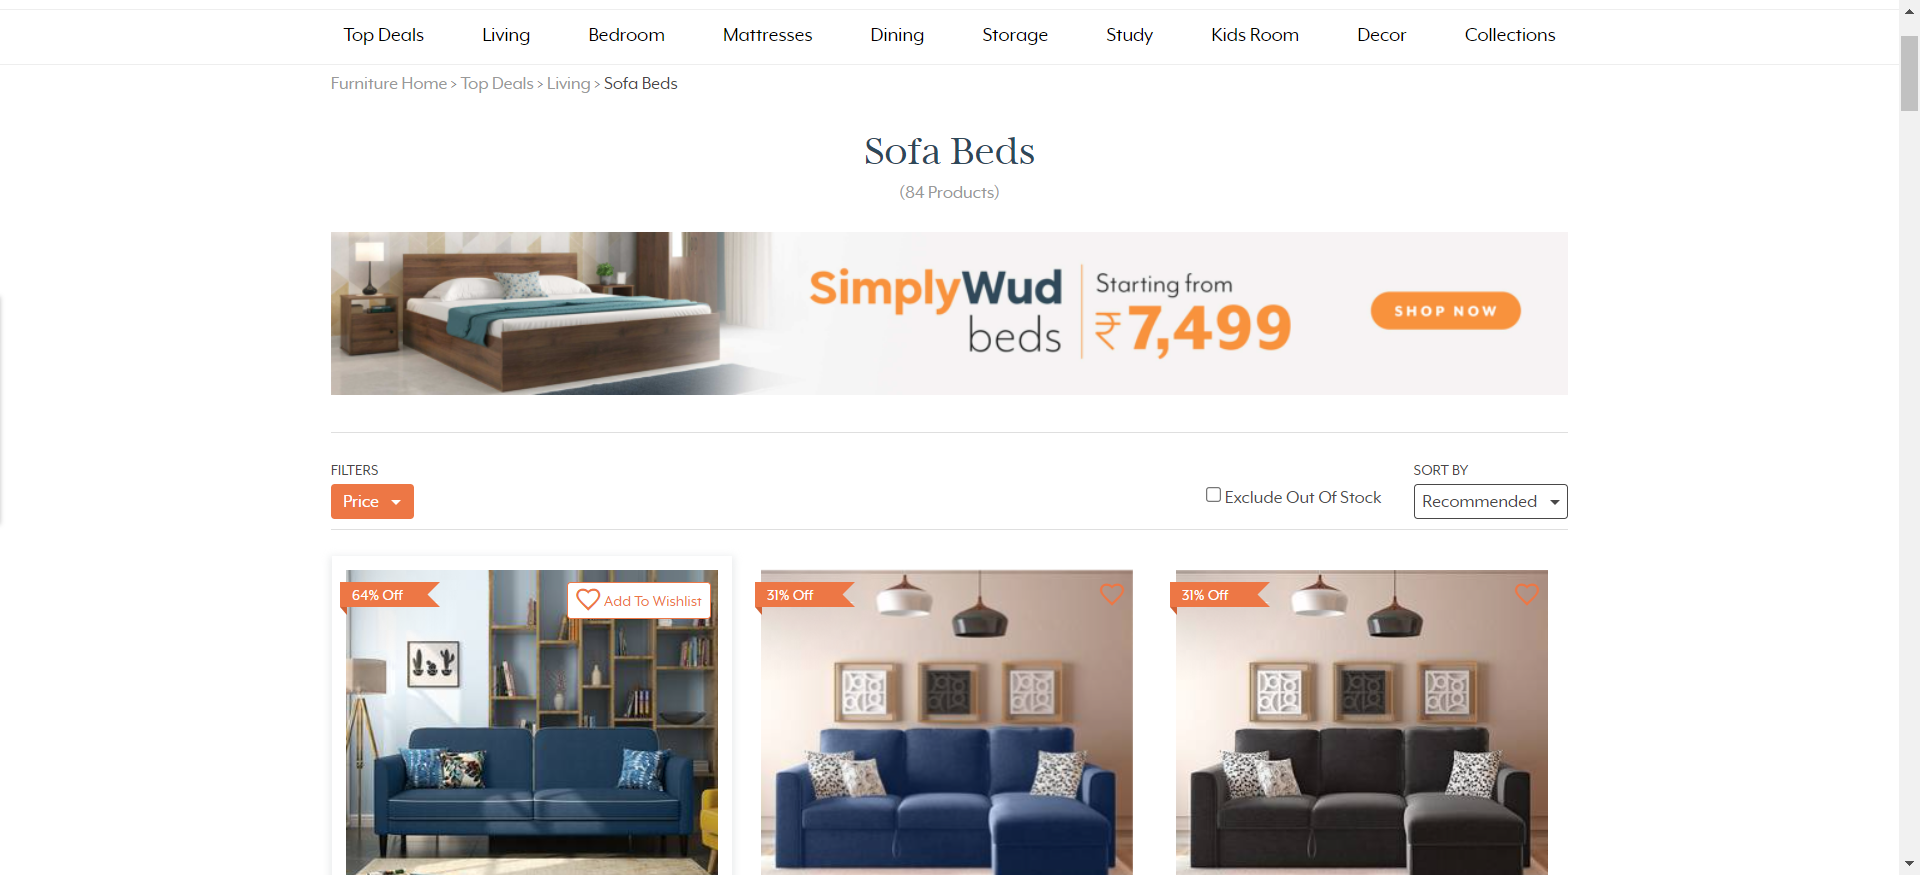 Top Deals Living Bedroom Mattresses Dining Storage Study Kids Room Decor Collections
Furniture Home > Top Deals > Living > Sofa Beds
Sofa Beds
(84 Products)
SimplyWud
beds
Starting from
₹7,499
SHOP NOW
FILTERS
Price
Exclude Out Of Stock
SORT BY
Recommended
64% Off
Add To Wishlist
31% Off
31% Off